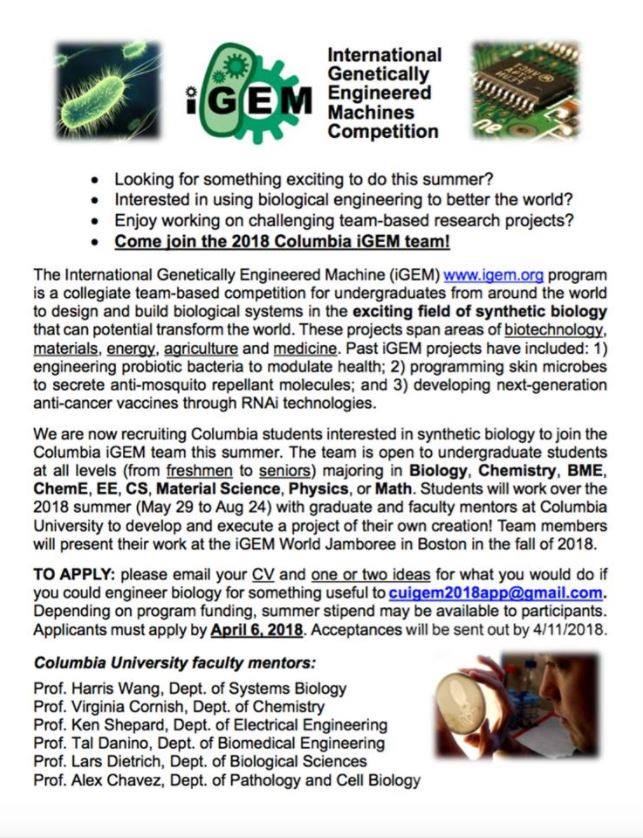 iGEM
International
Genetically
Engineered
Machines
Competition
• Looking for something exciting to do this summer?
• Interested in using biological engineering to better the world?
• Enjoy working on challenging team-based research projects?
• Come join the 2018 Columbia iGEM team!
The International Genetically Engineered Machine (iGEM) www.igem.org program
is a collegiate team-based competition for undergraduates from around the world
to design and build biological systems in the exciting field of synthetic biology
that can potential transform the world. These projects span areas of biotechnology,
materials, energy, agriculture and medicine. Past iGEM projects have included: 1)
engineering probiotic bacteria to modulate health; 2) programming skin microbes
to secrete anti-mosquito repellant molecules; and 3) developing next-generation
anti-cancer vaccines through RNAi technologies.
We are now recruiting Columbia students interested in synthetic biology to join the
Columbia iGEM team this summer. The team is open to undergraduate students
at all levels (from freshmen to seniors) majoring in Biology, Chemistry, BME,
ChemE, EE, CS, Material Science, Physics, or Math. Students will work over the
2018 summer (May 29 to Aug 24) with graduate and faculty mentors at Columbia
University to develop and execute a project of their own creation! Team members
will present their work at the iGEM World Jamboree in Boston in the fall of 2018.
TO APPLY: please email your CV and one or two ideas for what you would do if
you could engineer biology for something useful to cuigem2018app@gmail.com.
Depending on program funding, summer stipend may be available to participants.
Applicants must apply by April 6, 2018. Acceptances will be sent out by 4/11/2018.
Columbia University faculty mentors:
Prof. Harris Wang, Dept. of Systems Biology
Prof. Virginia Cornish, Dept. of Chemistry
Prof. Ken Shepard, Dept. of Electrical Engineering
Prof. Tal Danino, Dept. of Biomedical Engineering
Prof. Lars Dietrich, Dept. of Biological Sciences
Prof. Alex Chavez, Dept. of Pathology and Cell Biology